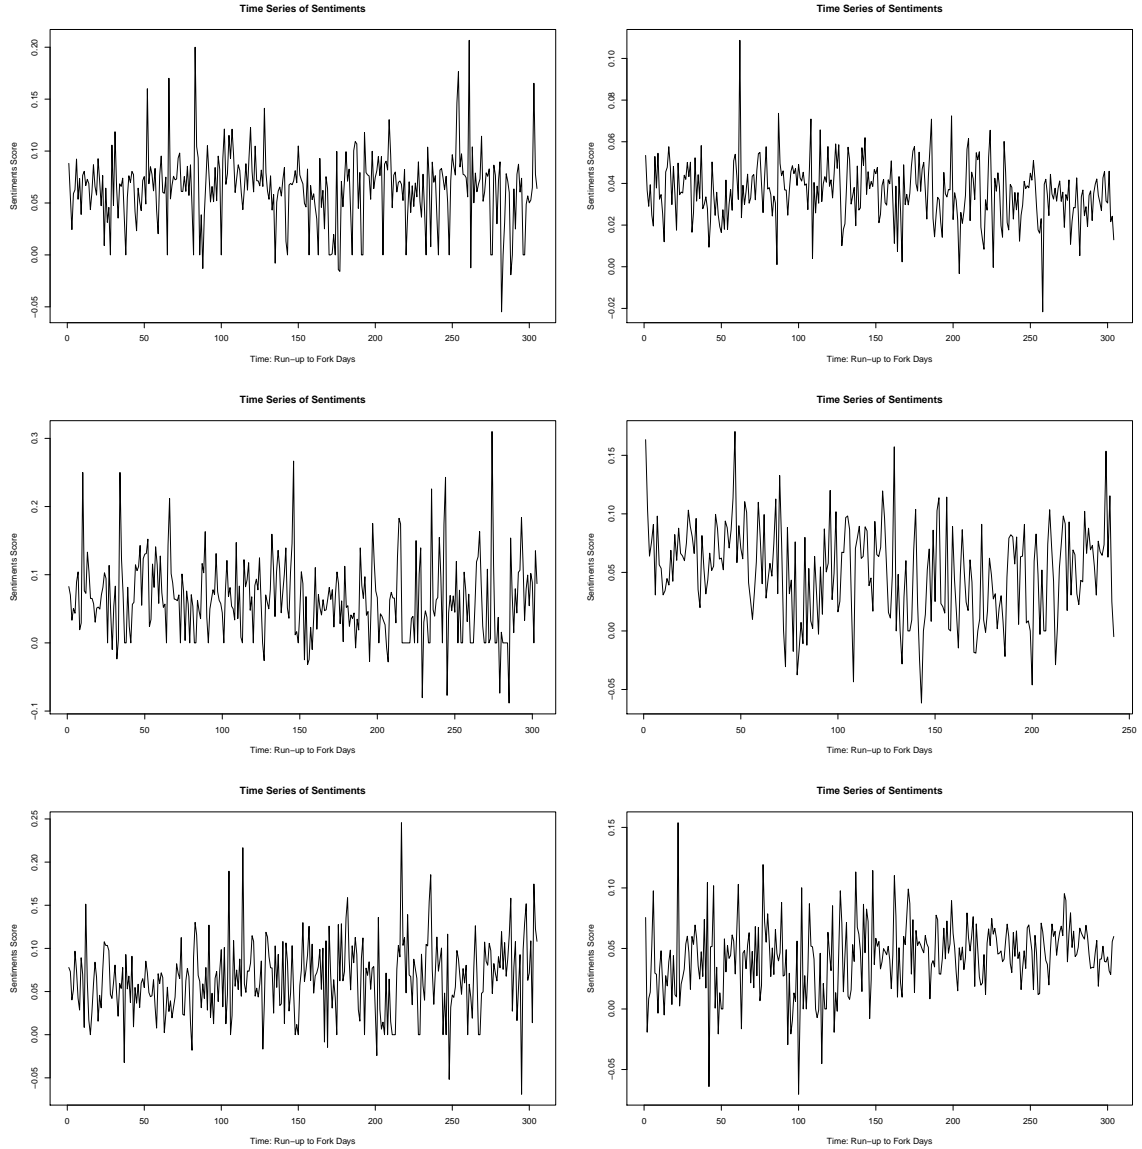 Time Series of Sentiments
Sentiments Score
0.20
0.15
0.10
0.05
0.00
−0.05
0 50 100 150 200 250 300
Time: Run−up to Fork Days
Time Series of Sentiments
Sentiments Score
0.10
0.08
0.06
0.04
0.02
0.00
−0.02
0 50 100 150 200 250 300
Time: Run−up to Fork Days
Time Series of Sentiments
Sentiments Score
0.3
0.2
0.1
0.0
−0.1
0 50 100 150 200 250 300
Time: Run−up to Fork Days
Time Series of Sentiments
Sentiments Score
0.15
0.10
0.05
0.00
−0.05
0 50 100 150 200 250
Time: Run−up to Fork Days
Time Series of Sentiments
Sentiments Score
0.25
0.20
0.15
0.10
0.05
0.00
−0.05
0 50 100 150 200 250 300
Time: Run−up to Fork Days
Time Series of Sentiments
Sentiments Score
0.15
0.10
0.05
0.00
−0.05
0 50 100 150 200 250 300
Time: Run−up to Fork Days